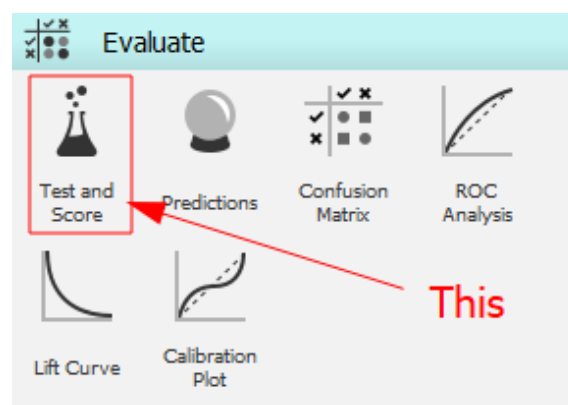 Evaluate
Test and
Score
Predictions
Confusion
Matrix
ROC
Analysis
This
Lift Curve
Calibration
Plot